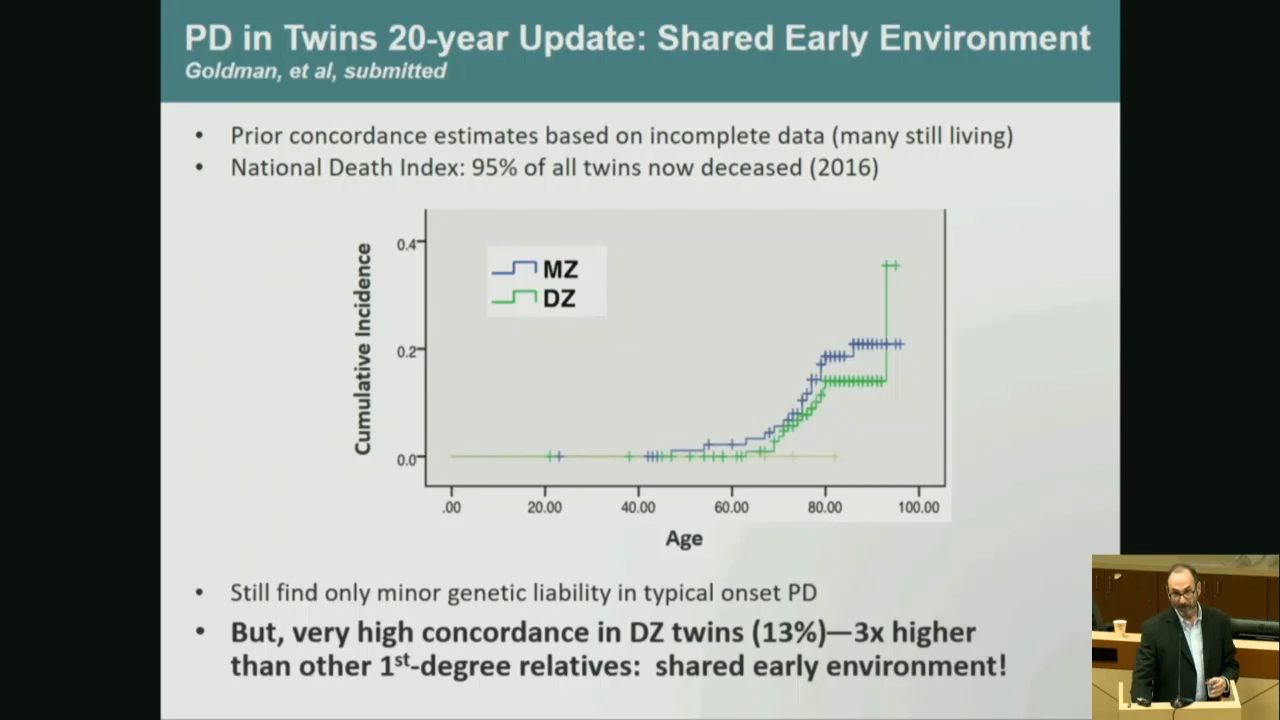 PD in Twins 20-year Update: Shared Early Environment
Goldman, et al, submitted
• Prior concordance estimates based on incomplete data (many still living)
• National Death Index: 95% of all twins now deceased (2016)
Cumulative Incidence
0.4
0.2
0.0
MZ
DZ
.00 20.00 40.00 60.00 80.00 100.00
Age
• Still find only minor genetic liability in typical onset PD
• But, very high concordance in DZ twins (13%)—3x higher
than other 1st-degree relatives: shared early environment!